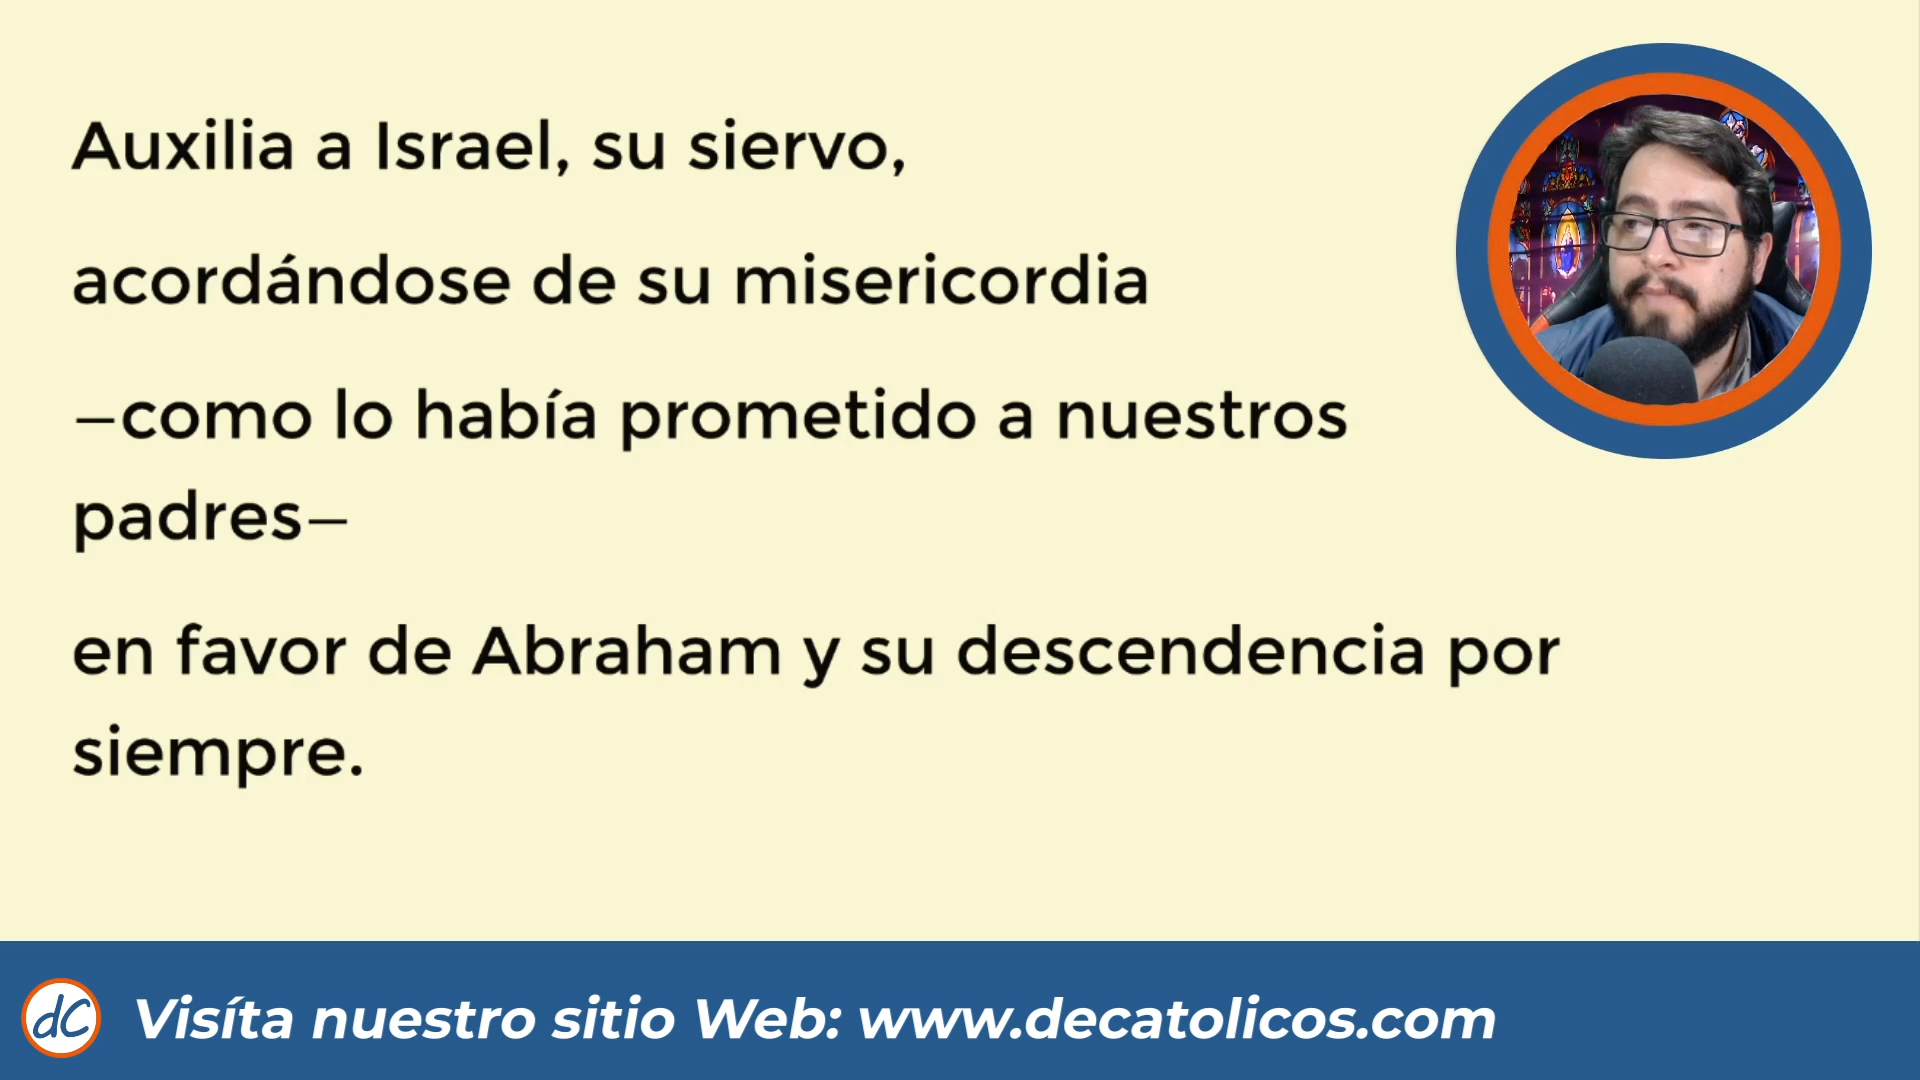 Auxilia a Israel, su siervo,
acordándose de su misericordia
—como lo había prometido a nuestros
padres—
en favor de Abraham y su descendencia por
siempre.
dC
Visíta nuestro sitio Web: www.decatolicos.com